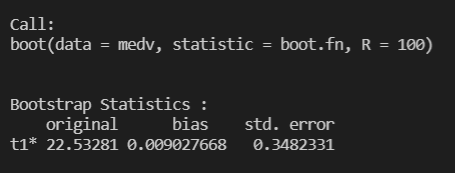 Call:
boot(data = medv, statistic = boot.fn, R = 100)
Bootstrap Statistics :
original bias std. error
t1* 22.53281 0.009027668 0.3482331